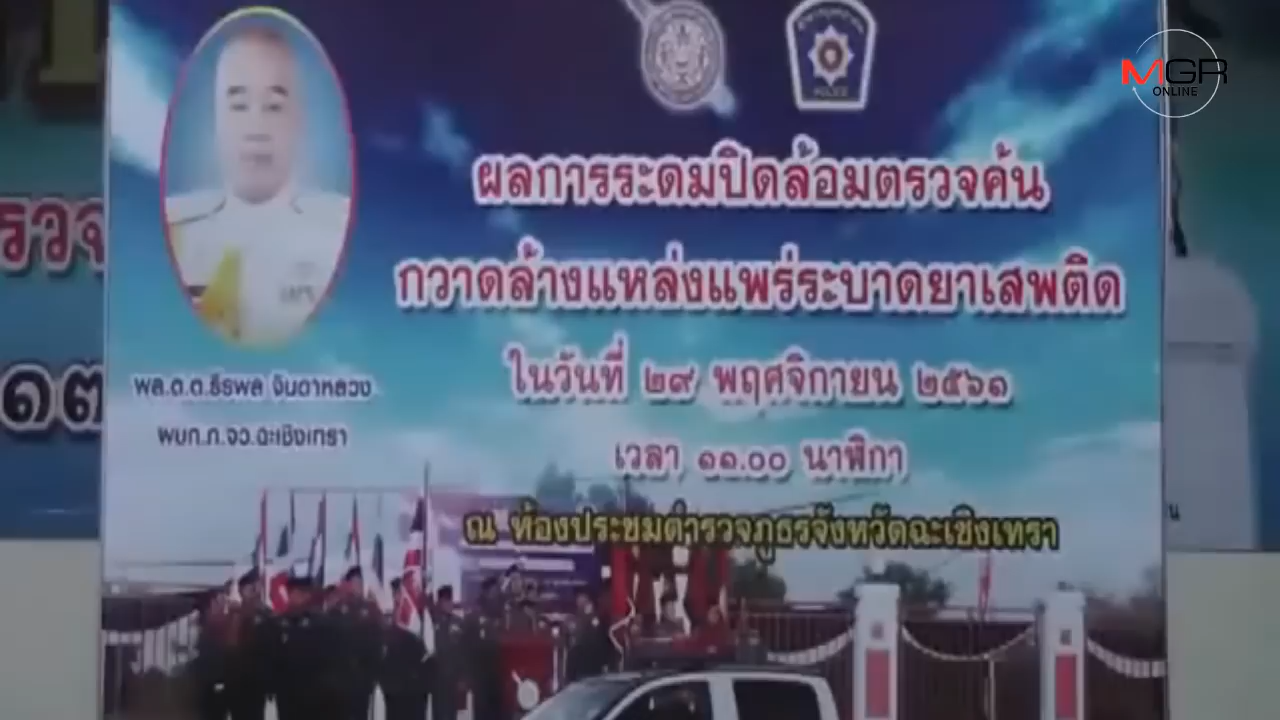 MGR
ONLINE
POLICE
ผลการระดมปิดล้อมตรวจค้น
กวาดล้างแหล่งแพร่ระบาดยาเสพติด
ในวันที่ ๒๙ พฤศจิกายน ๒๕๖๑
เวลา ๑๑.๐๐ นาฬิกา
ณ ห้องประชุมตำรวจภูธรจังหวัดฉะเชิงเทรา
พล.ต.ต.ธีรพล จินดาหลวง
ผบก.ภ.จว.ฉะเชิงเทรา
รวจ
๑๗
น